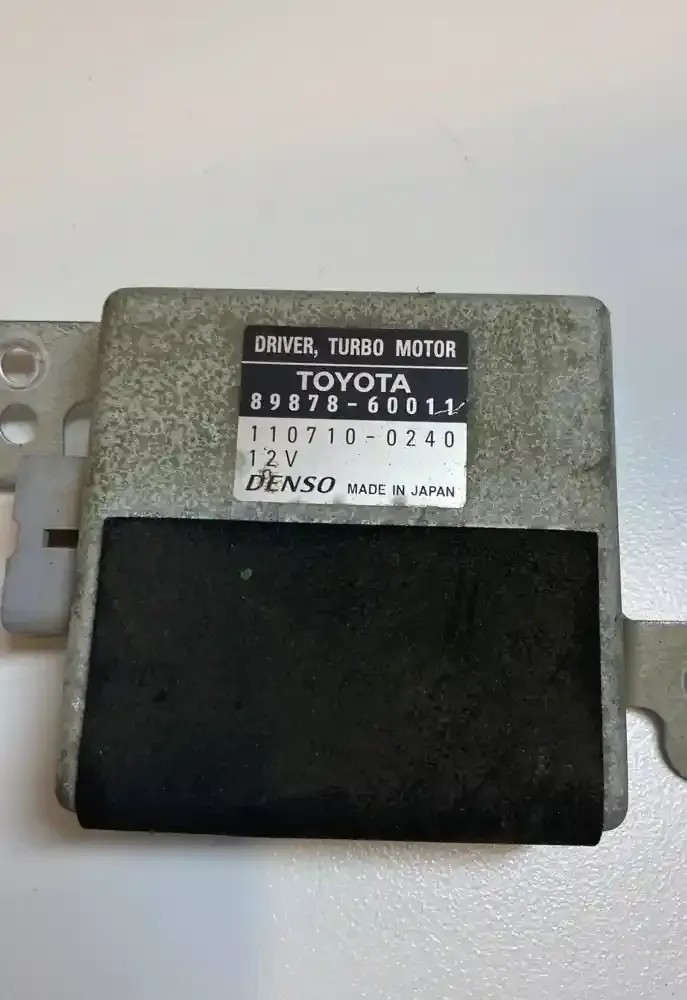 DRIVER, TURBO MOTOR
TOYOTA
89878-60011
110710-0240
12V
DENSO MADE IN JAPAN